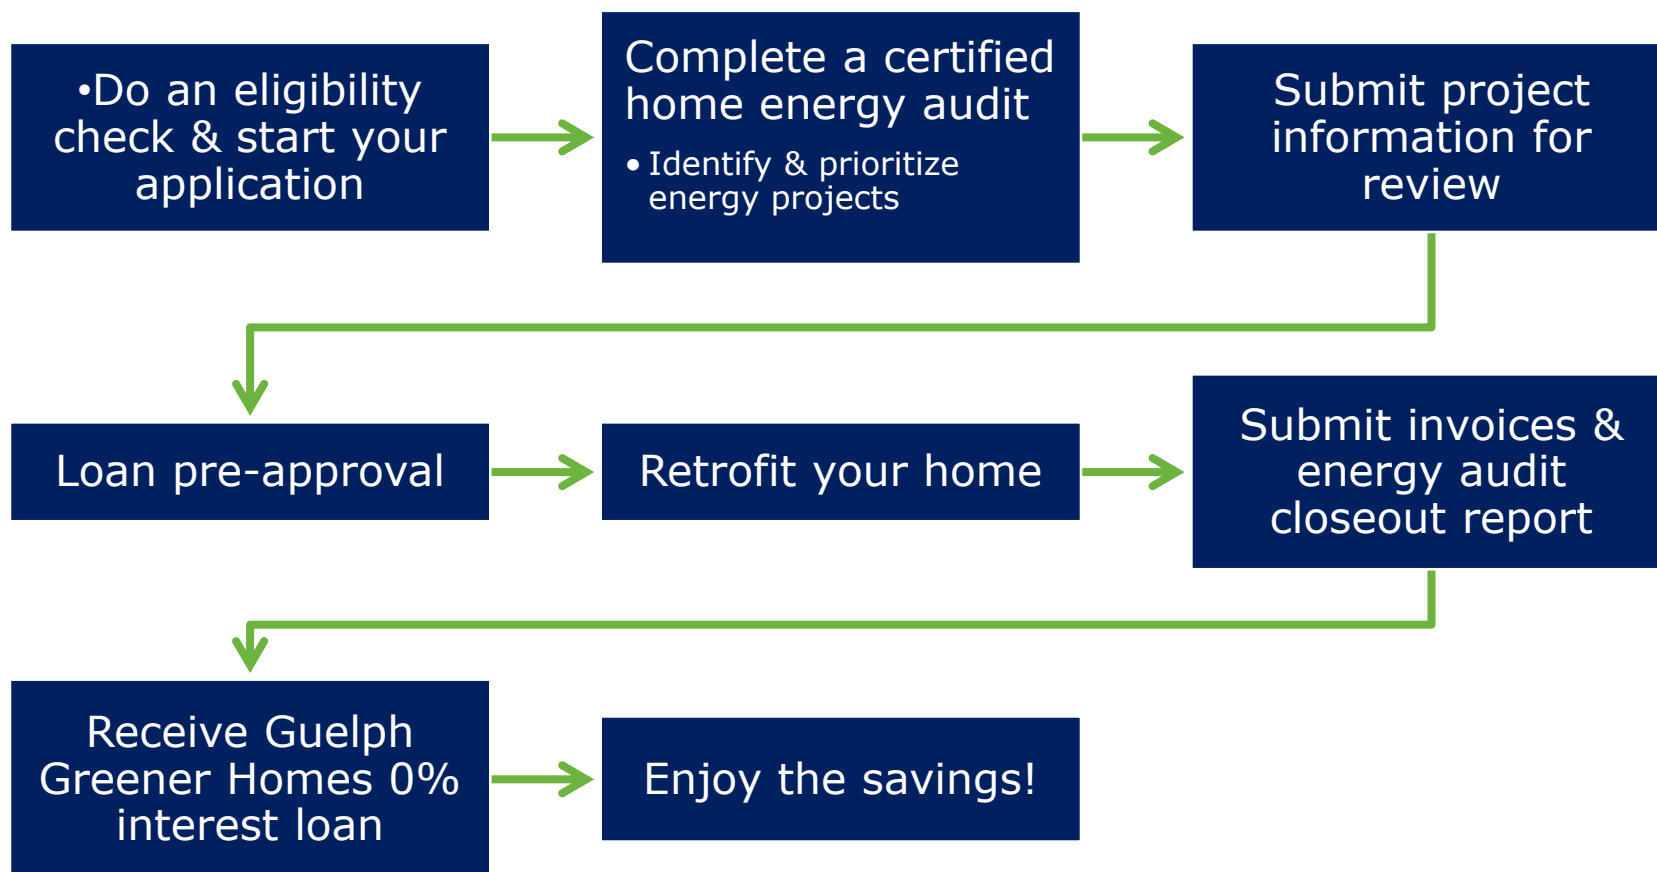 •Do an eligibility
check & start your
application
Complete a certified
home energy audit
• Identify & prioritize
energy projects
Submit project
information for
review
Loan pre-approval
Retrofit your home
Submit invoices &
energy audit
closeout report
Receive Guelph
Greener Homes 0%
interest loan
Enjoy the savings!